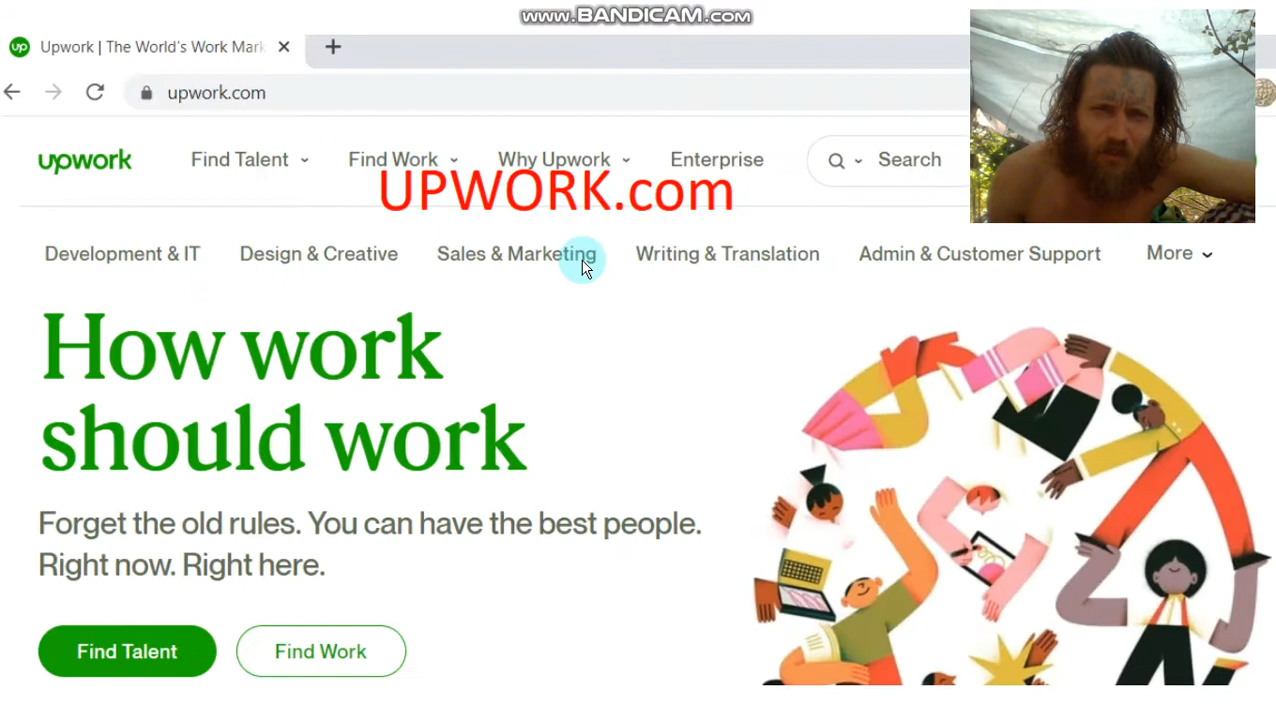 www.BANDICAM.com
up Upwork | The World's Work Mark
upwork.com
upwork Find Talent Find Work Why Upwork Enterprise Search
UPWORK.com
Development & IT Design & Creative Sales & Marketing Writing & Translation Admin & Customer Support More
How work
should work
Forget the old rules. You can have the best people.
Right now. Right here.
Find Talent Find Work